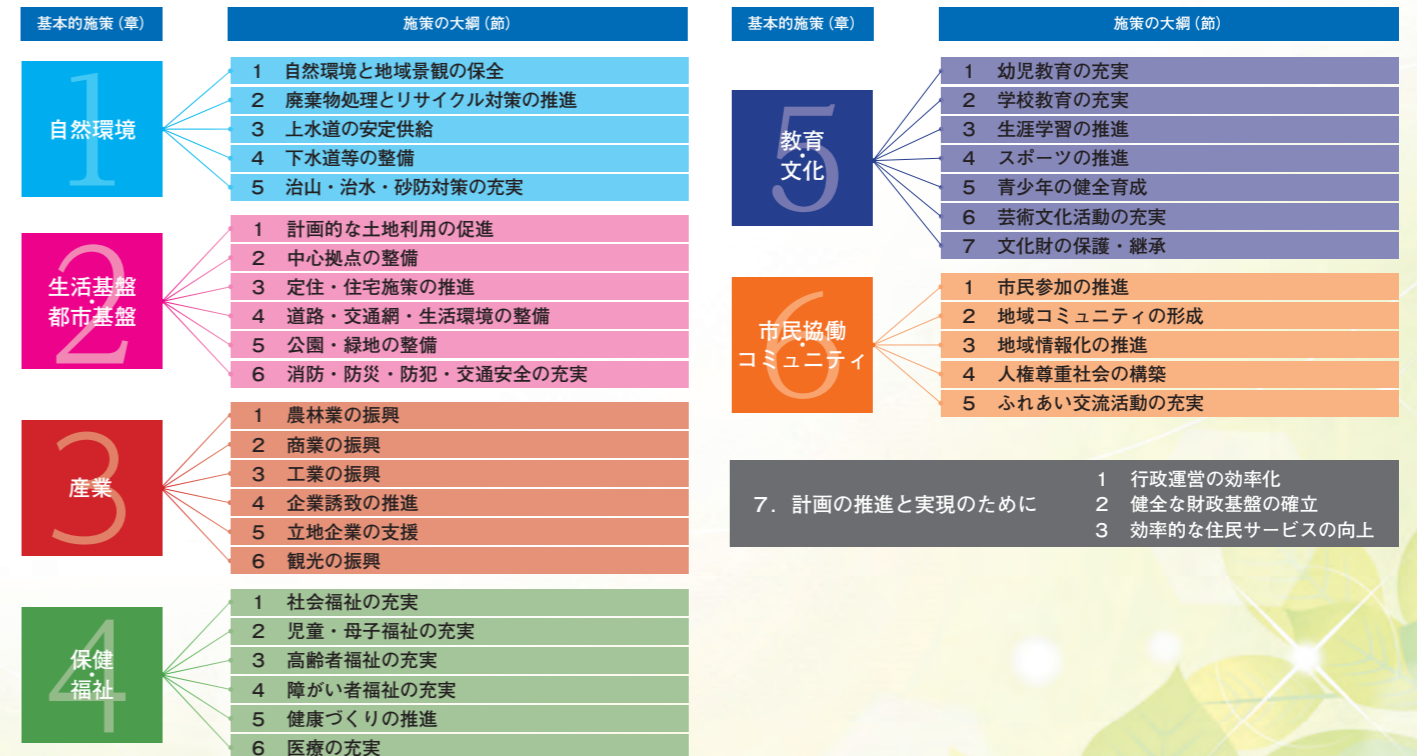 基本的施策（章）
施策の大綱（節）
1
自然環境
1 自然環境と地域景観の保全
2 廃棄物処理とリサイクル対策の推進
3 上水道の安定供給
4 下水道等の整備
5 治山・治水・砂防対策の充実
2
生活基盤
・
都市基盤
1 計画的な土地利用の促進
2 中心拠点の整備
3 定住・住宅施策の推進
4 道路・交通網・生活環境の整備
5 公園・緑地の整備
6 消防・防災・防犯・交通安全の充実
3
産業
1 農林業の振興
2 商業の振興
3 工業の振興
4 企業誘致の推進
5 立地企業の支援
6 観光の振興
4
保健
・
福祉
1 社会福祉の充実
2 児童・母子福祉の充実
3 高齢者福祉の充実
4 障がい者福祉の充実
5 健康づくりの推進
6 医療の充実
基本的施策（章）
施策の大綱（節）
5
教育
・
文化
1 幼児教育の充実
2 学校教育の充実
3 生涯学習の推進
4 スポーツの推進
5 青少年の健全育成
6 芸術文化活動の充実
7 文化財の保護・継承
6
市民協働
・
コミュニティ
1 市民参加の推進
2 地域コミュニティの形成
3 地域情報化の推進
4 人権尊重社会の構築
5 ふれあい交流活動の充実
7．計画の推進と実現のために
1 行政運営の効率化
2 健全な財政基盤の確立
3 効率的な住民サービスの向上